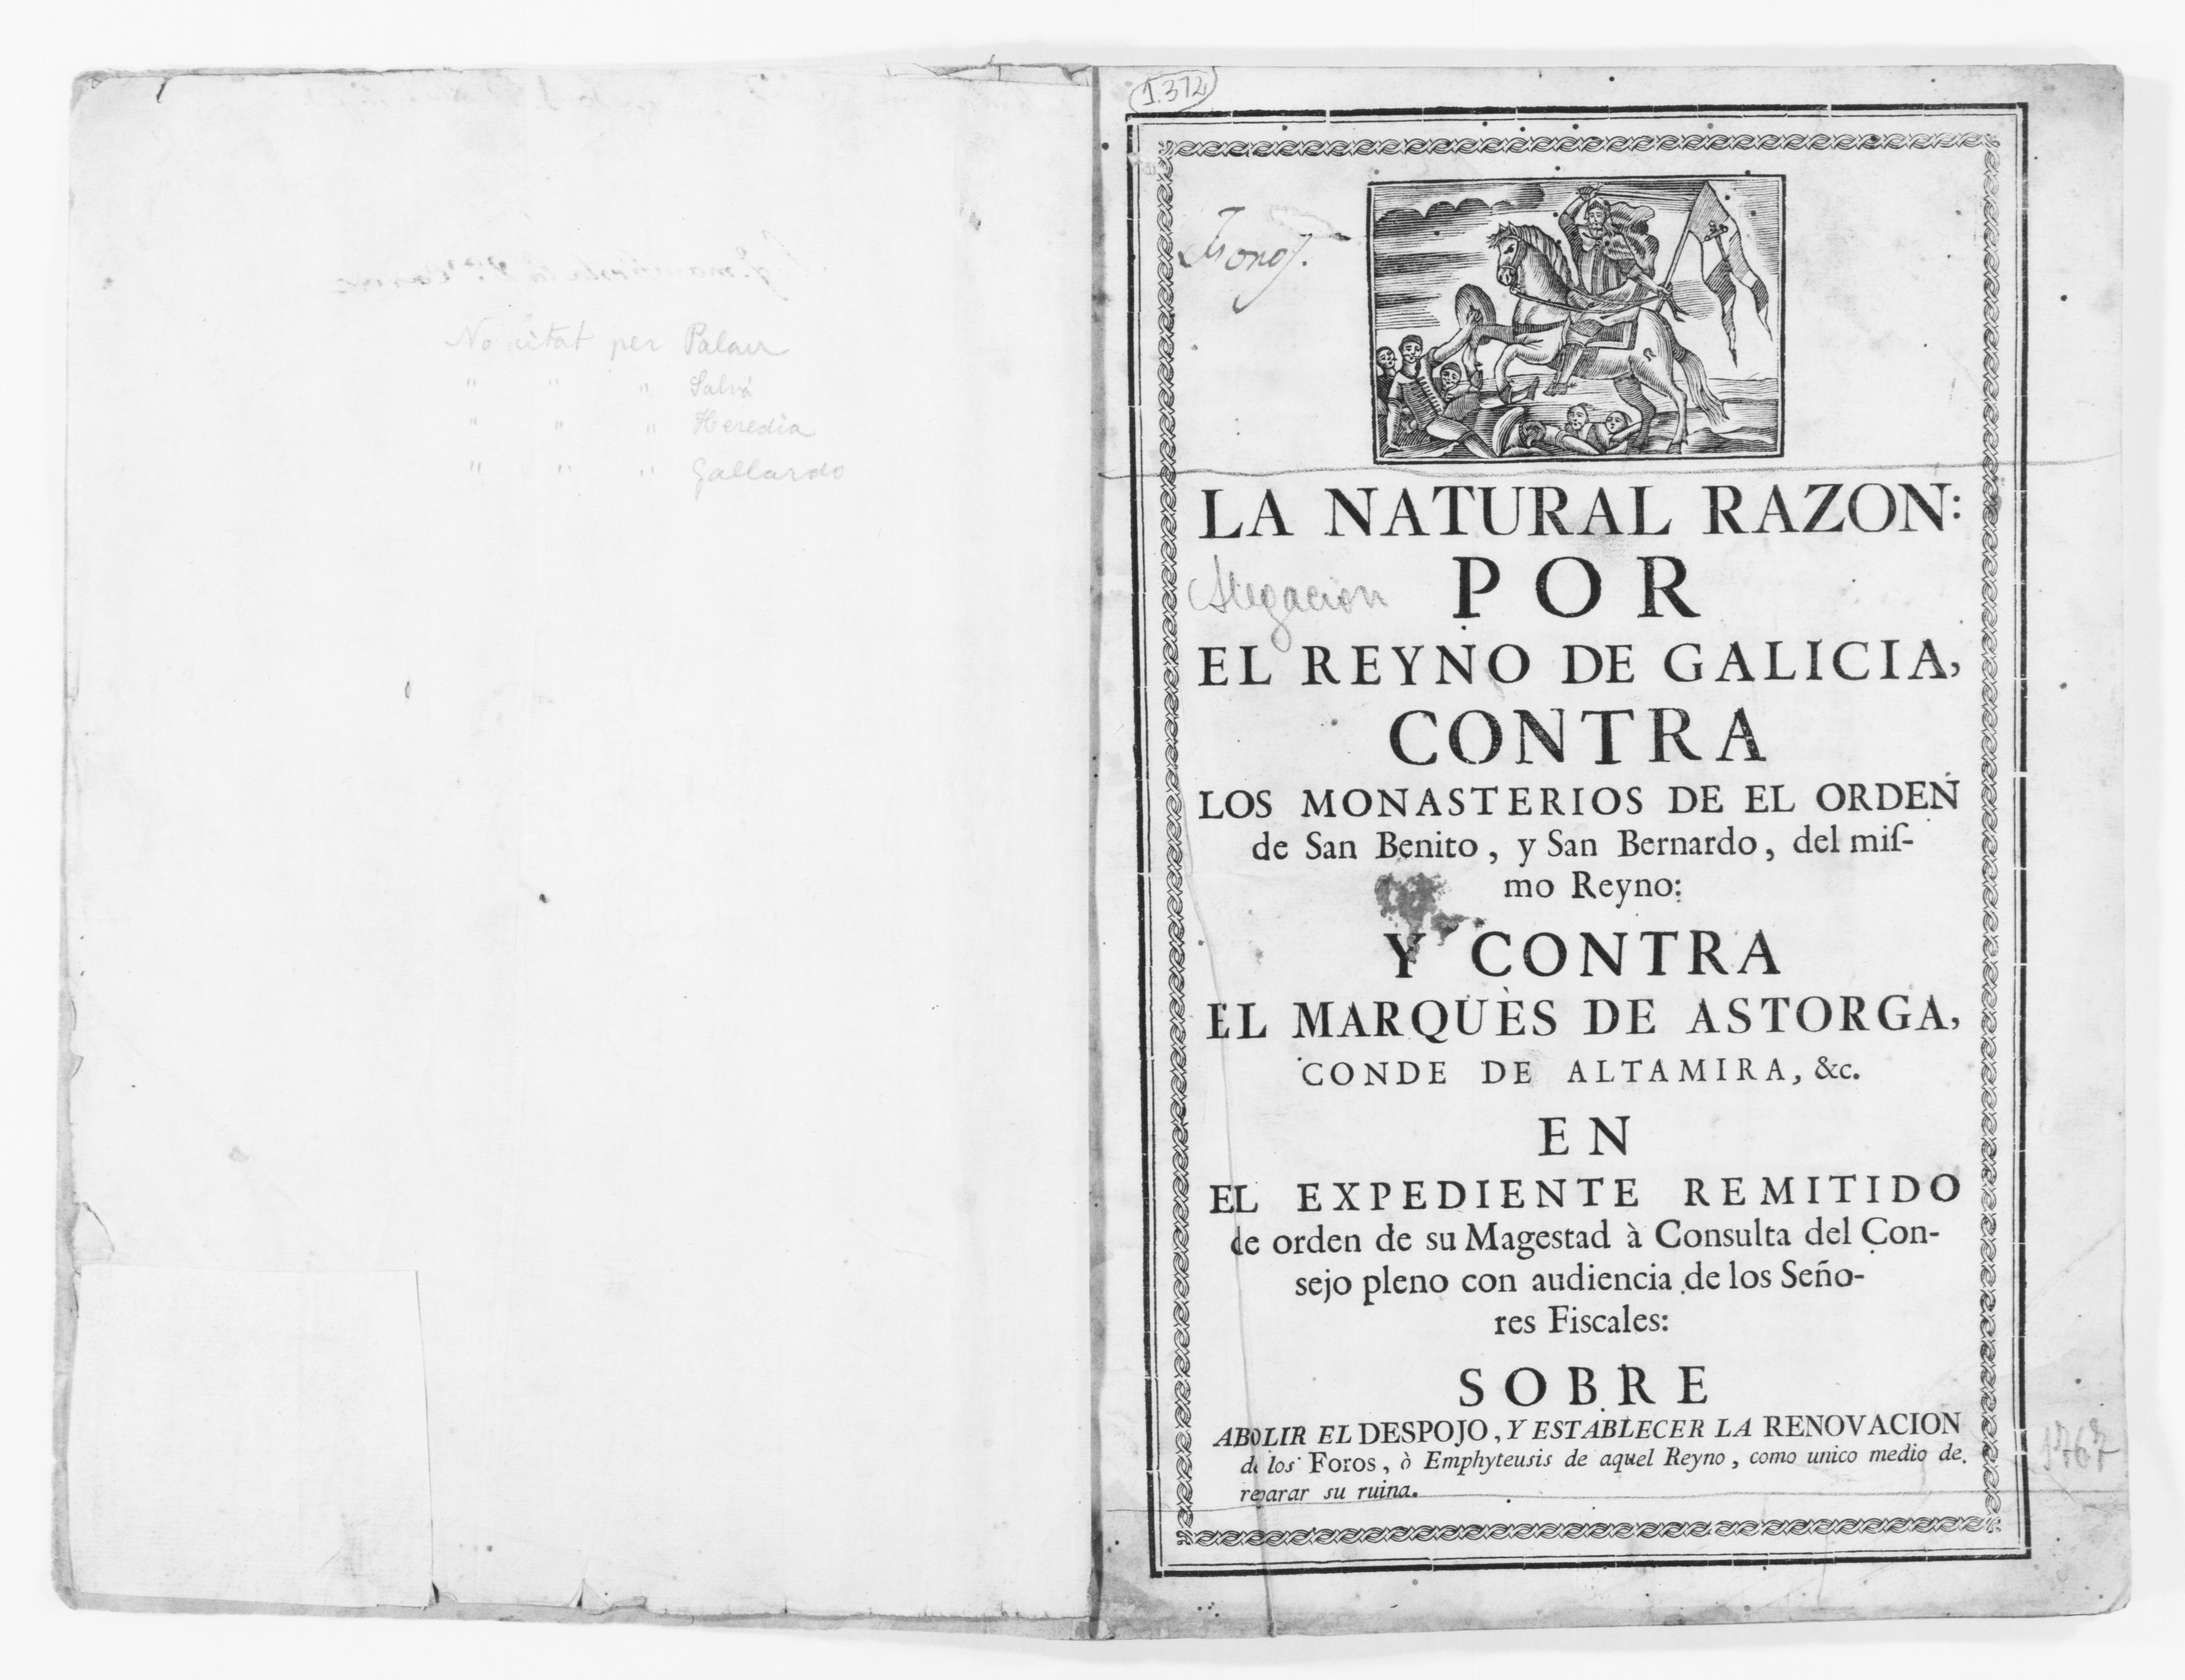 No citat per Palau
" " " Salvá
" " " Heredia
" " " Gallardo
1.372
LA NATURAL RAZON:
Alegacion
POR
EL REYNO DE GALICIA,
CONTRA
LOS MONASTERIOS DE EL ORDEN
de San Benito, y San Bernardo, del miſ-
mo Reyno:
Y CONTRA
EL MARQUÈS DE ASTORGA,
CONDE DE ALTAMIRA, &c.
EN
EL EXPEDIENTE REMITIDO
de orden de su Magestad à Consulta del Con-
sejo pleno con audiencia de los Seño-
res Fiscales:
SOBRE
ABOLIR EL DESPOJO, Y ESTABLECER LA RENOVACION
de los Foros, ò Emphyteusis de aquel Reyno, como unico medio de
reparar su ruina.
1767